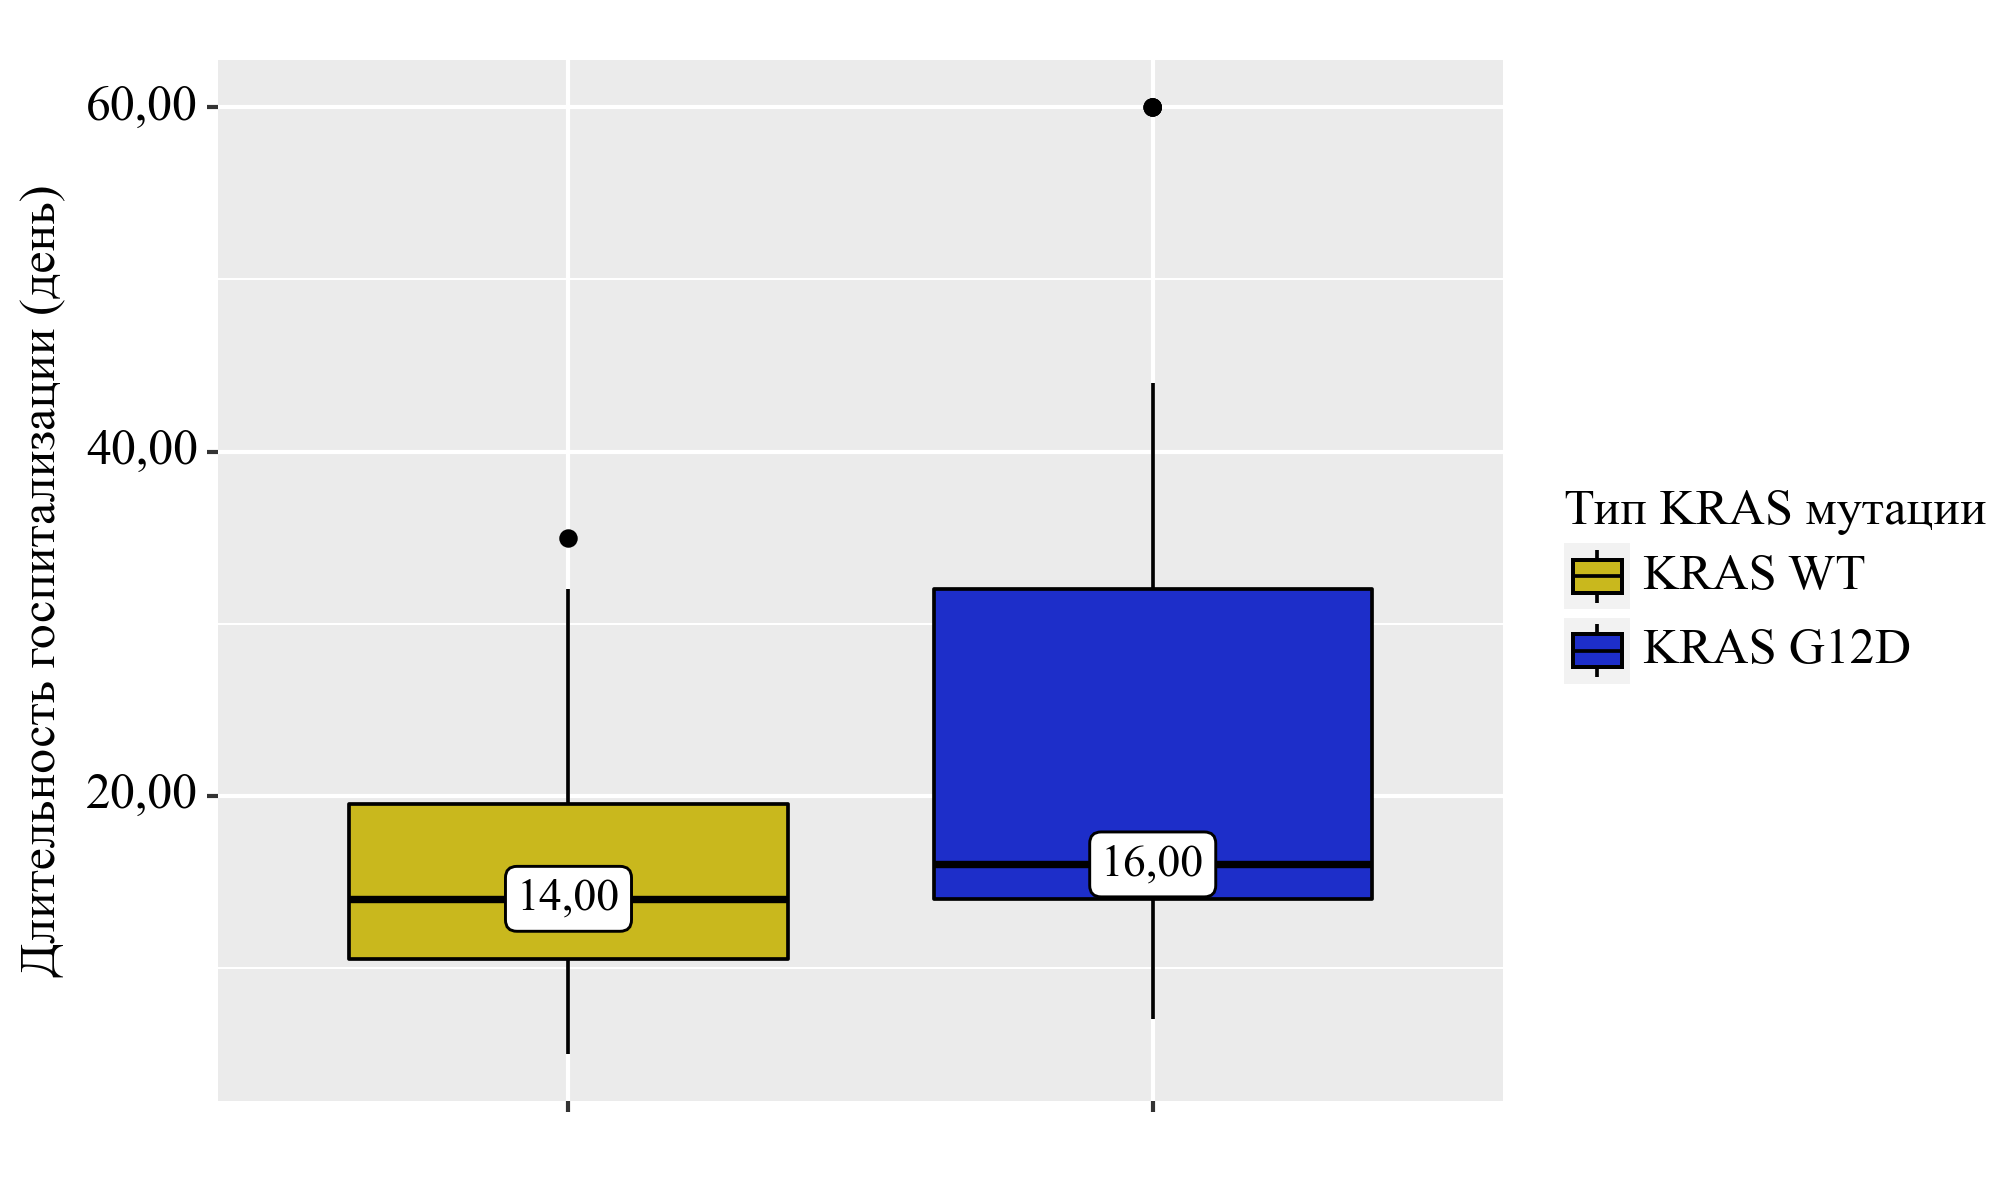 Длительность госпитализации (день)
60,00
40,00
20,00
14,00
16,00
Тип KRAS мутации
KRAS WT
KRAS G12D